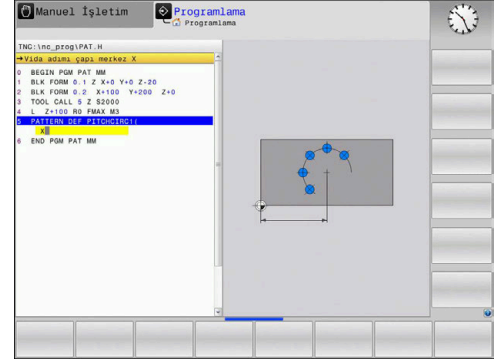 Manuel İşletim
Programlama
Programlama
TNC:\nc_prog\PAT.H
→Vida adımı çapı merkez X
0 BEGIN PGM PAT MM
1 BLK FORM 0.1 Z X+0 Y+0 Z-20
2 BLK FORM 0.2 X+100 Y+200 Z+0
3 TOOL CALL 5 Z S2000
4 L Z+100 R0 FMAX M3
5 PATTERN DEF PITCHCIRC1(
X
6 END PGM PAT MM